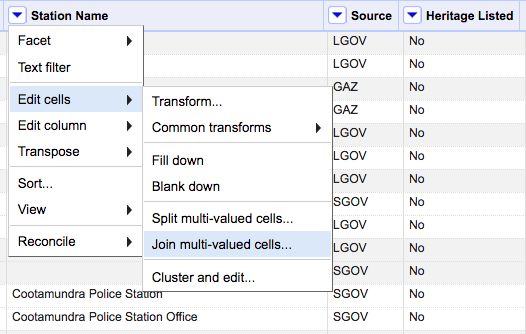 Station Name Source Heritage Listed
Facet LGOV No
Text filter LGOV No
GAZ No
Edit cells Transform... GAZ No
Edit column Common transforms LGOV No
Transpose Fill down LGOV No
Sort... Blank down SGOV No
View Split multi-valued cells... LGOV No
Reconcile Join multi-valued cells... LGOV No
Cluster and edit... SGOV No
Cootamundra Police Station SGOV No
Cootamundra Police Station Office SGOV No